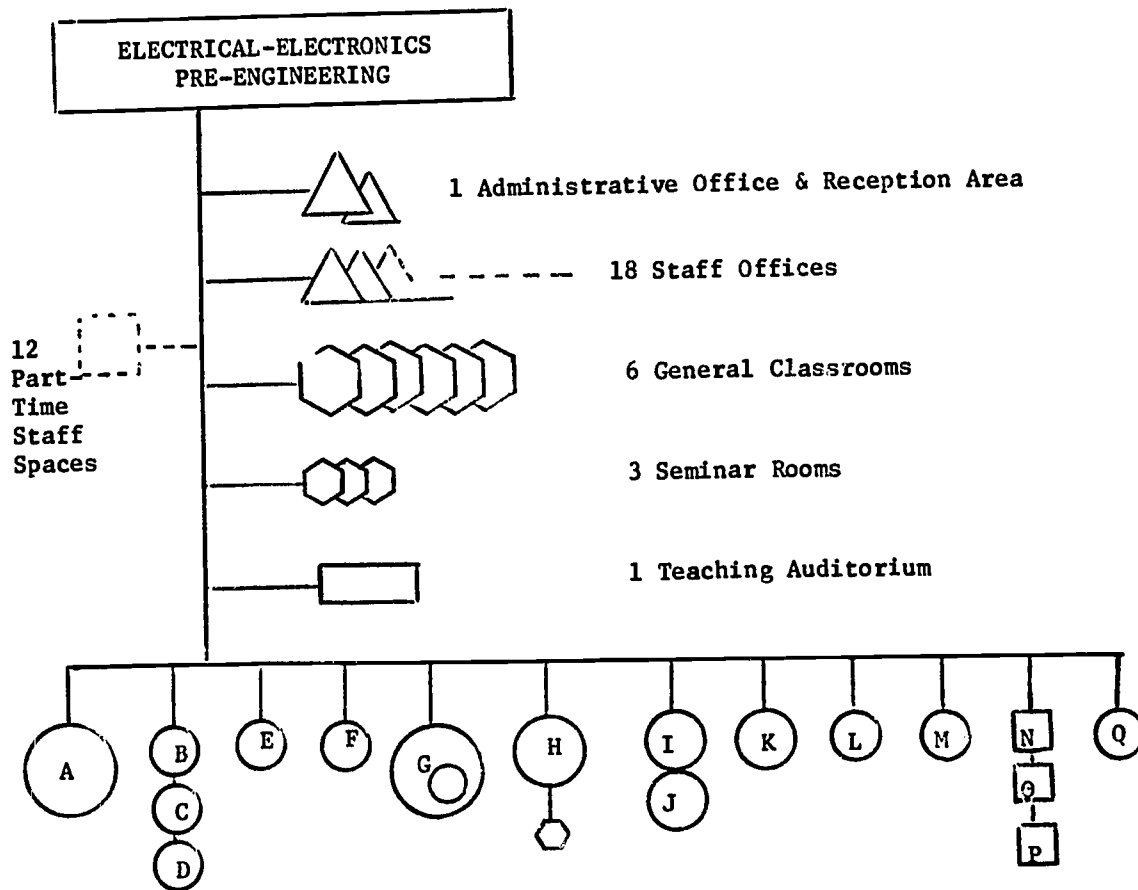 ELECTRICAL-ELECTRONICS
PRE-ENGINEERING
1 Administrative Office & Reception Area
18 Staff Offices
12
Part-
Time
Staff
Spaces
6 General Classrooms
3 Seminar Rooms
1 Teaching Auditorium
A
B
C
D
E
F
G
H
I
J
K
L
M
N
O
P
Q